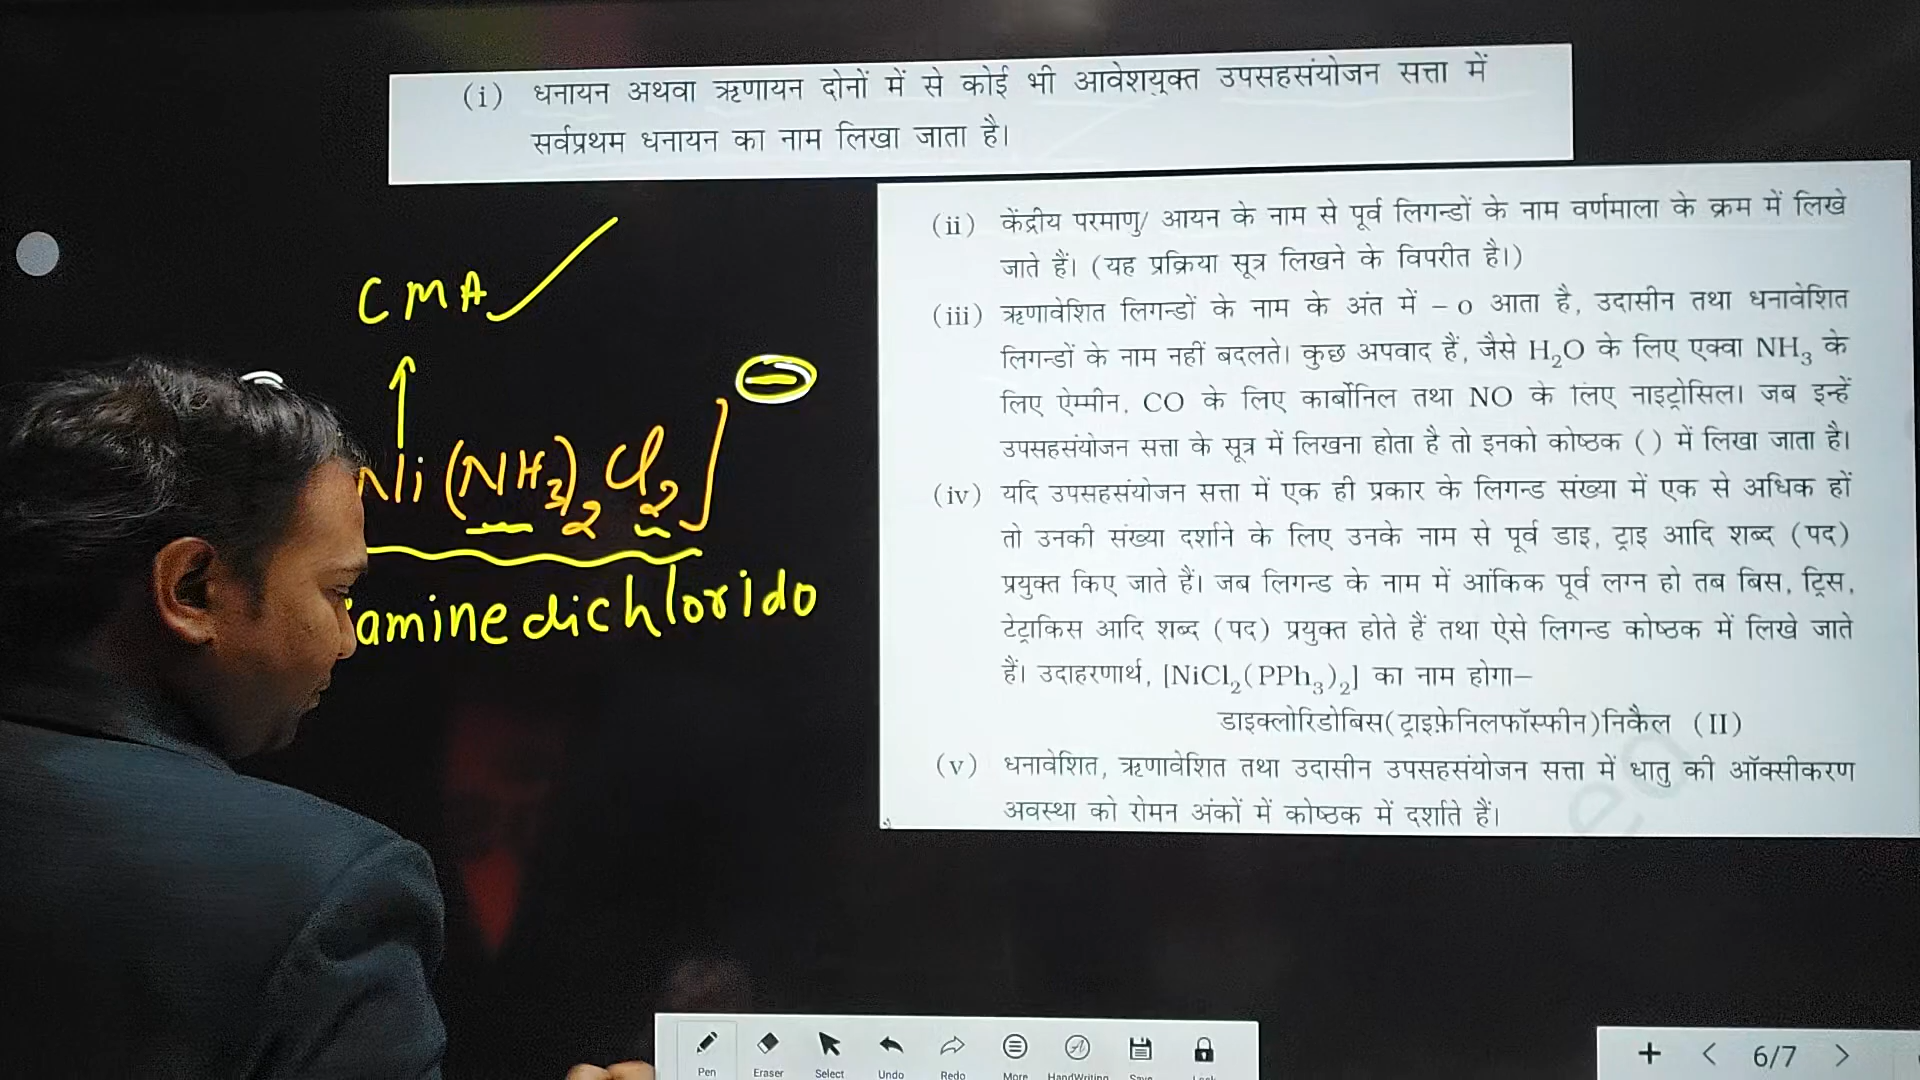 (i) धनायन अथवा ऋणायन दोनों में से कोई भी आवेशयुक्त उपसहसंयोजन सत्ता में
सर्वप्रथम धनायन का नाम लिखा जाता है।
CMA
Ni(NH₃)₂Cl₂]⁻
amine dichlorido
(ii) केंद्रीय परमाणु/ आयन के नाम से पूर्व लिगन्डों के नाम वर्णमाला के क्रम में लिखे
जाते हैं। (यह प्रक्रिया सूत्र लिखने के विपरीत है।)
(iii) ऋणावेशित लिगन्डों के नाम के अंत में – o आता है, उदासीन तथा धनावेशित
लिगन्डों के नाम नहीं बदलते। कुछ अपवाद हैं, जैसे H₂O के लिए एक्वा NH₃ के
लिए ऐम्मीन, CO के लिए कार्बोनिल तथा NO के लिए नाइट्रोसिल। जब इन्हें
उपसहसंयोजन सत्ता के सूत्र में लिखना होता है तो इनको कोष्ठक ( ) में लिखा जाता है।
(iv) यदि उपसहसंयोजन सत्ता में एक ही प्रकार के लिगन्ड संख्या में एक से अधिक हों
तो उनकी संख्या दर्शाने के लिए उनके नाम से पूर्व डाइ, ट्राइ आदि शब्द (पद)
प्रयुक्त किए जाते हैं। जब लिगन्ड के नाम में आंकिक पूर्व लग्न हो तब बिस, ट्रिस,
टेट्राकिस आदि शब्द (पद) प्रयुक्त होते हैं तथा ऐसे लिगन्ड कोष्ठक में लिखे जाते
हैं। उदाहरणार्थ, [NiCl₂(PPh₃)₂] का नाम होगा–
डाइक्लोरिडोबिस(ट्राइफ़ेनिलफॉस्फीन)निकैल (II)
(v) धनावेशित, ऋणावेशित तथा उदासीन उपसहसंयोजन सत्ता में धातु की ऑक्सीकरण
अवस्था को रोमन अंकों में कोष्ठक में दर्शाते हैं।
Pen Eraser Select Undo Redo More HandWriting Save
6/7